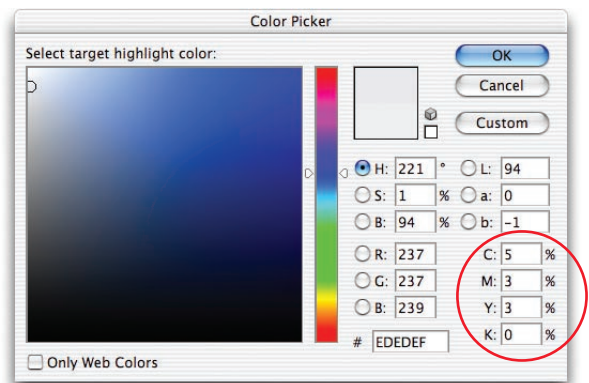 Color Picker
Select target highlight color:
OK
Cancel
Custom
H: 221 °
L: 94
S: 1 %
a: 0
B: 94 %
b: -1
R: 237
C: 5 %
G: 237
M: 3 %
B: 239
Y: 3 %
# EDEDEF
K: 0 %
Only Web Colors